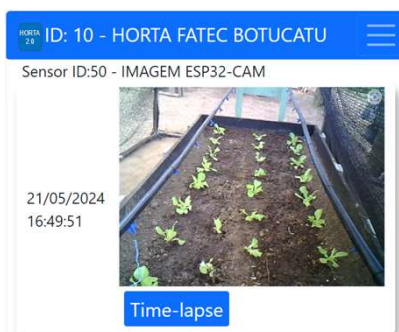 HORTA
2.0
ID: 10 - HORTA FATEC BOTUCATU
Sensor ID:50 - IMAGEM ESP32-CAM
21/05/2024
16:49:51
Time-lapse